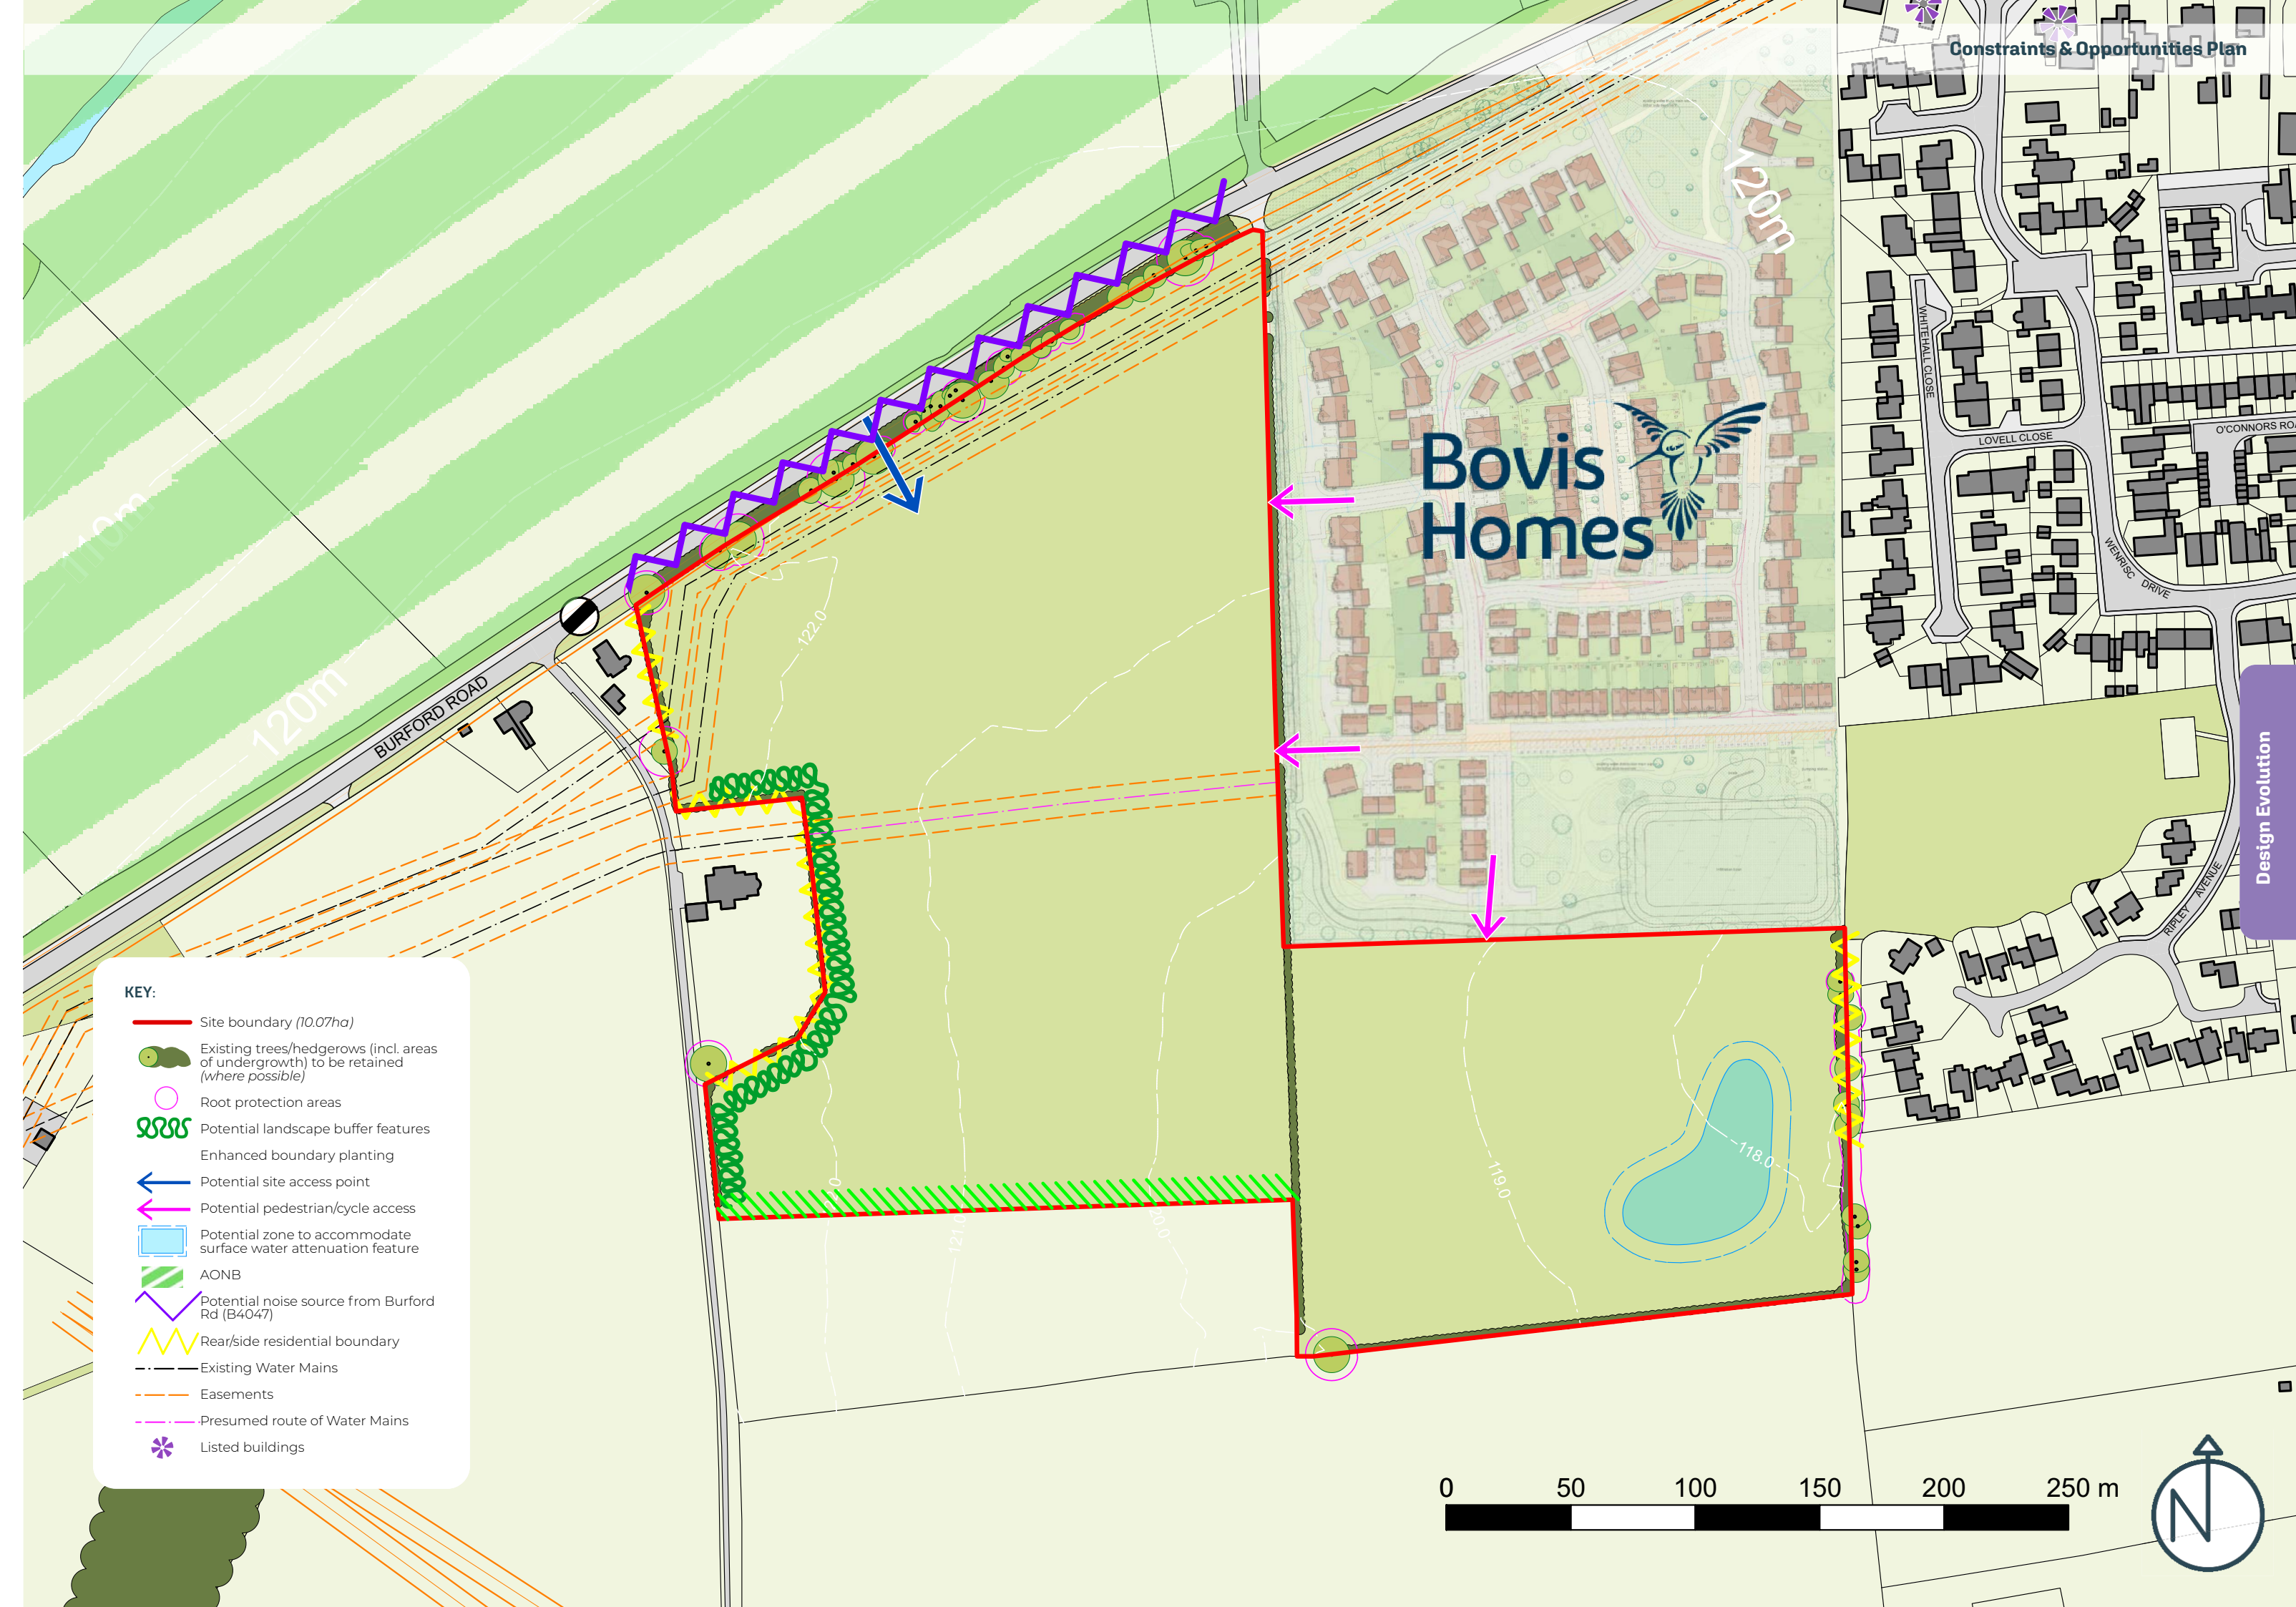 Constraints & Opportunities Plan
120m
110m
120m
BURFORD ROAD
122.0
Bovis
Homes
WHITEHALL CLOSE
LOVELL CLOSE
O'CONNORS
WENRISC DRIVE
RIPLEY AVENUE
Design Evolution
121.0
119.0
118.0
KEY:
Site boundary (10.07ha)
Existing trees/hedgerows (incl. areas
of undergrowth) to be retained
(where possible)
Root protection areas
Potential landscape buffer features
Enhanced boundary planting
Potential site access point
Potential pedestrian/cycle access
Potential zone to accommodate
surface water attenuation feature
AONB
Potential noise source from Burford
Rd (B4047)
Rear/side residential boundary
Existing Water Mains
Easements
Presumed route of Water Mains
Listed buildings
0 50 100 150 200 250 m
N